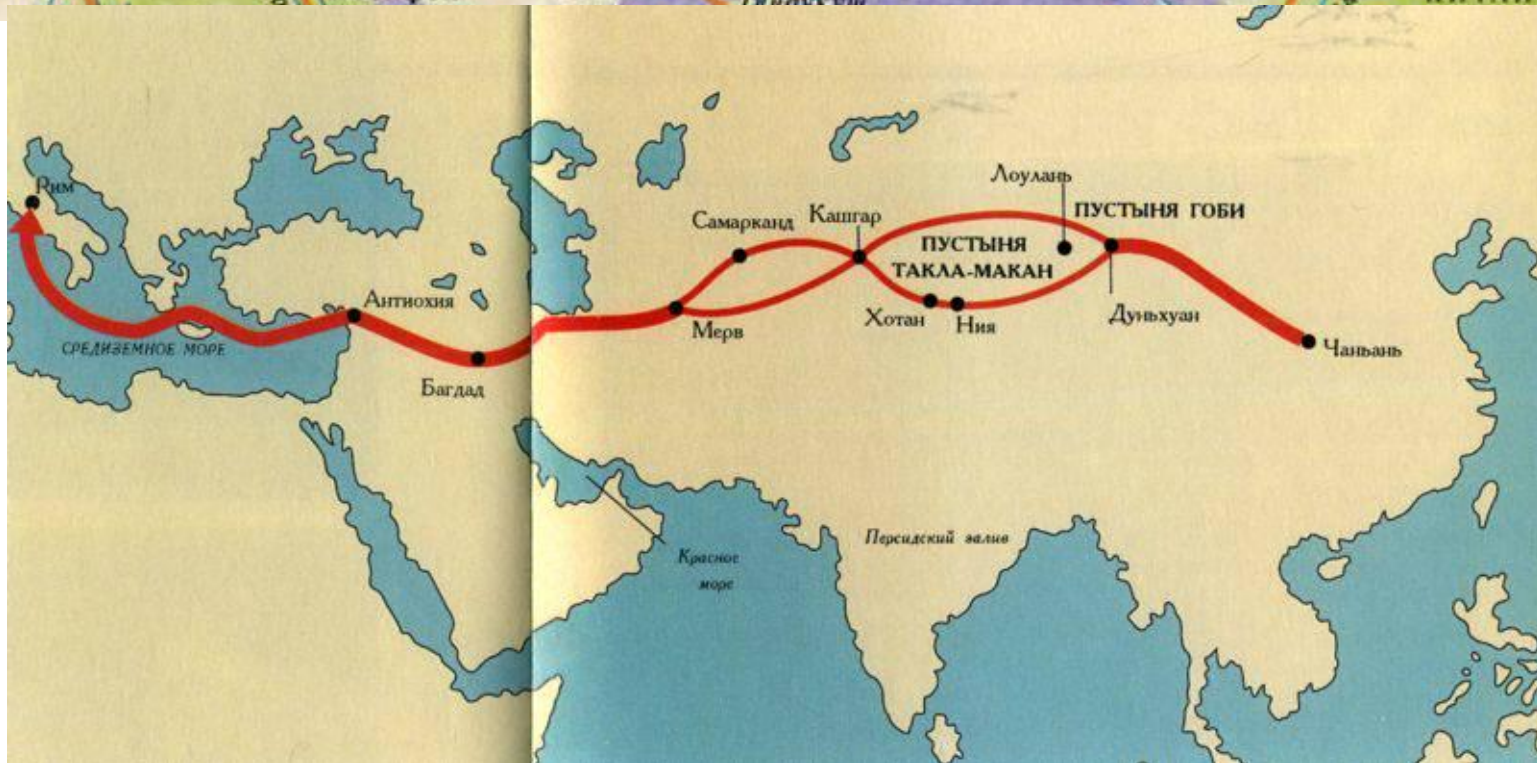 Рим
СРЕДИЗЕМНОЕ МОРЕ
Антиохия
Багдад
Самарканд
Мерв
Кашгар
Лоулань
ПУСТЫНЯ ГОБИ
ПУСТЫНЯ
ТАКЛА-МАКАН
Хотан
Ния
Дуньхуан
Чаньань
Красное
море
Персидский залив